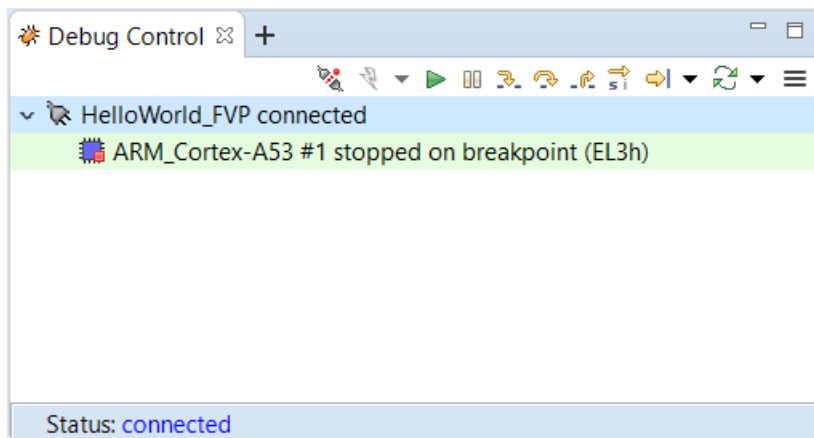 Debug Control
s i
HelloWorld_FVP connected
ARM_Cortex-A53 #1 stopped on breakpoint (EL3h)
Status: connected